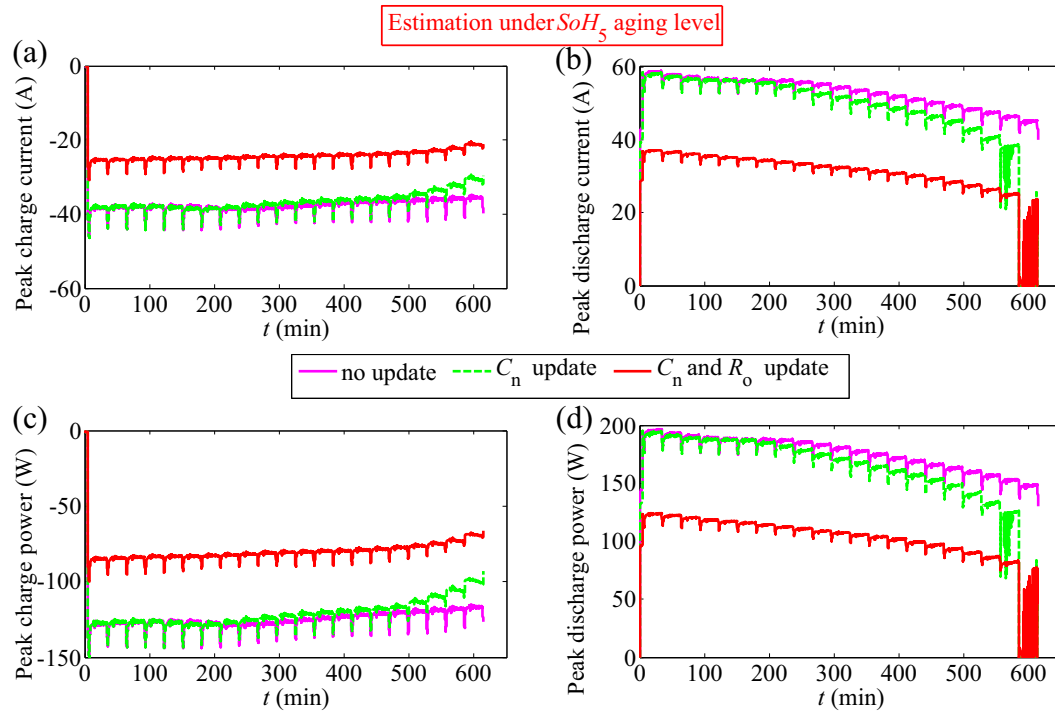 Estimation under SoH5 aging level
(a)
(b)
Peak charge current (A)
0
-20
-40
-60
0 100 200 300 400 500 600
t (min)
Peak discharge current (A)
60
40
20
0
0 100 200 300 400 500 600
t (min)
no update Cn update Cn and Ro update
(c)
(d)
Peak charge power (W)
0
-50
-100
-150
0 100 200 300 400 500 600
t (min)
Peak discharge power (W)
200
150
100
50
0
0 100 200 300 400 500 600
t (min)